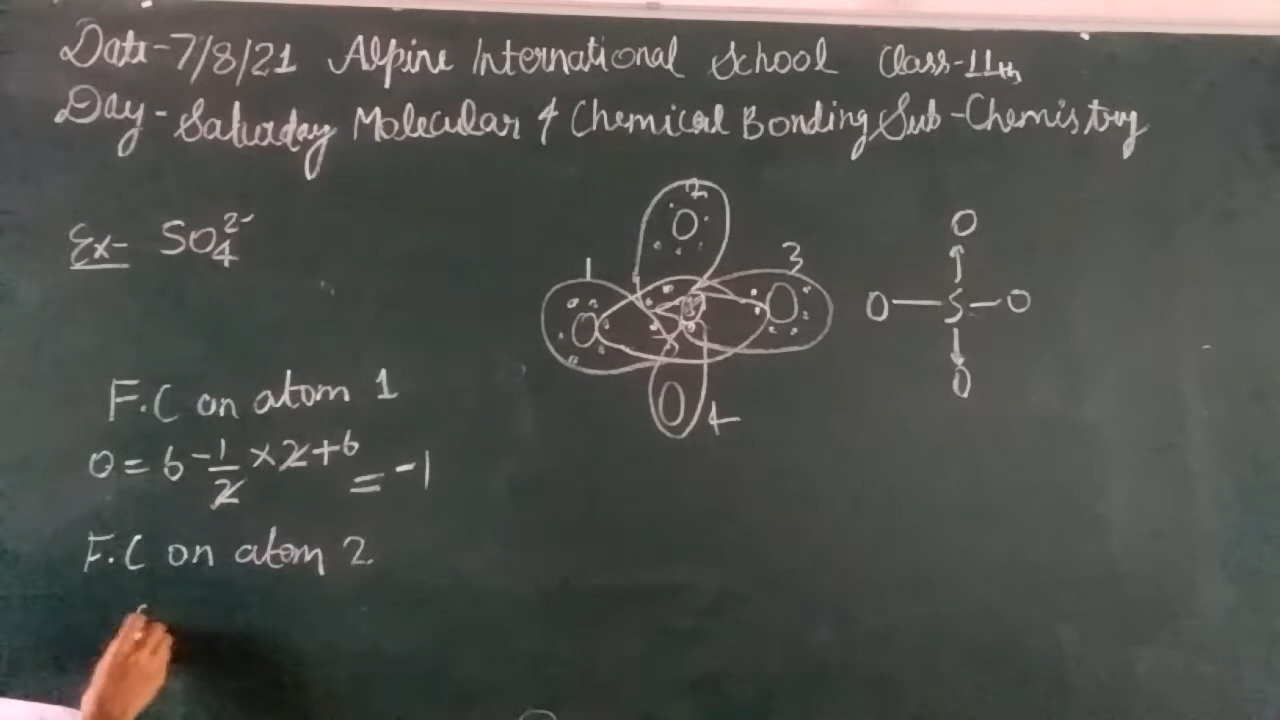 Date-7/8/21 Alpine International School Class-11th
Day-Saturday Molecular & Chemical Bonding Sub-Chemistry
Ex- SO₄²⁻
2
O
1
3
O
S
O
O
4
O
O—S—O
O
F.C on atom 1
O = 6 - 1/2 × 2 + 6 = -1
F.C on atom 2.